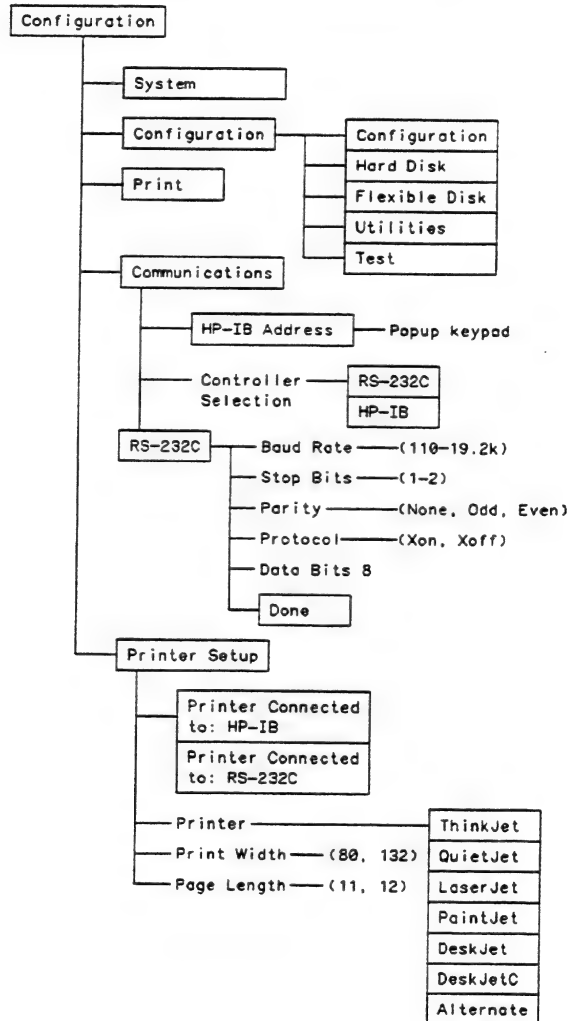 Configuration
System
Configuration
Configuration
Hard Disk
Flexible Disk
Utilities
Test
Print
Communications
HP-IB Address
Popup keypad
Controller
Selection
RS-232C
HP-IB
RS-232C
Baud Rate
(110-19.2k)
Stop Bits
(1-2)
Parity
(None, Odd, Even)
Protocol
(Xon, Xoff)
Data Bits 8
Done
Printer Setup
Printer Connected
to: HP-IB
Printer Connected
to: RS-232C
Printer
Print Width
(80, 132)
Page Length
(11, 12)
ThinkJet
QuietJet
LaserJet
PaintJet
DeskJet
DeskJetC
Alternate